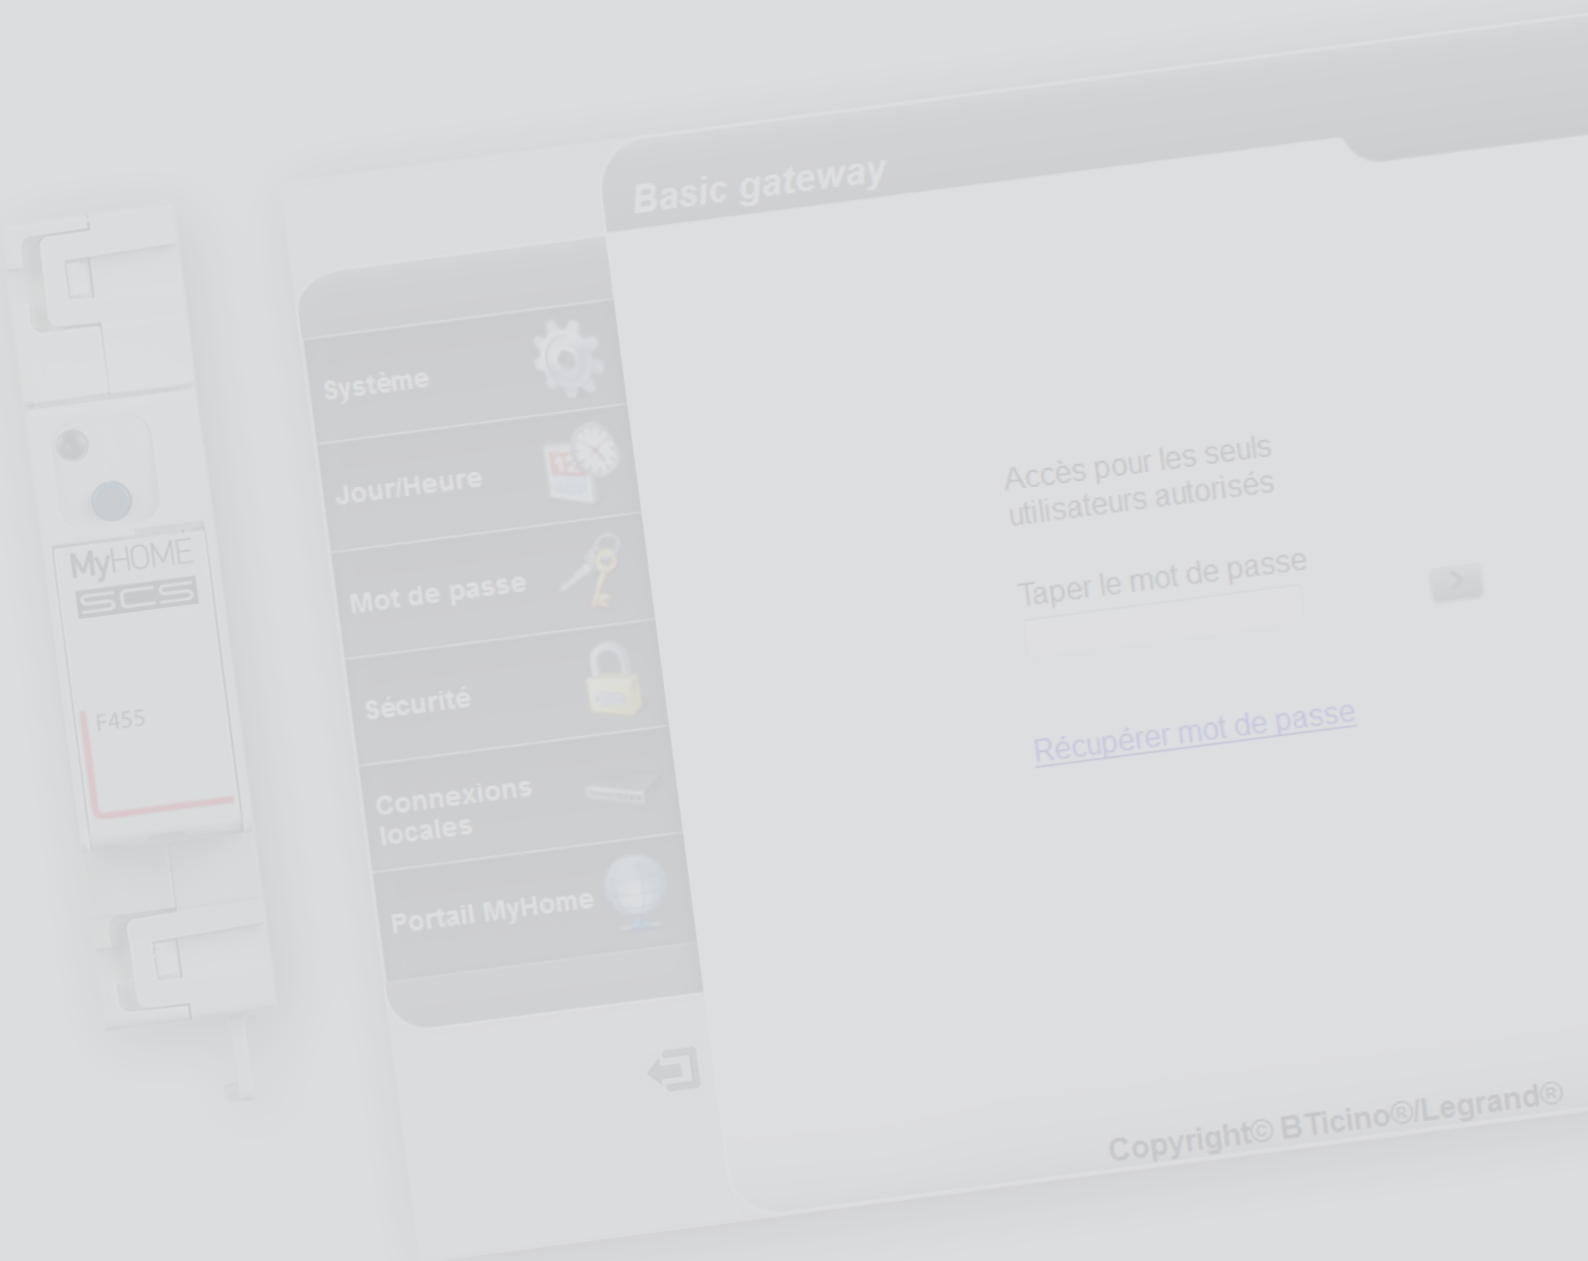 Basic gateway
Système
Jour/Heure
12
Mot de passe
Sécurité
Connexions
locales
Portail MyHome
MyHOME
SCS
F455
Accès pour les seuls
utilisateurs autorisés
Taper le mot de passe
>
Récupérer mot de passe
Copyright© BTicino®/Legrand®